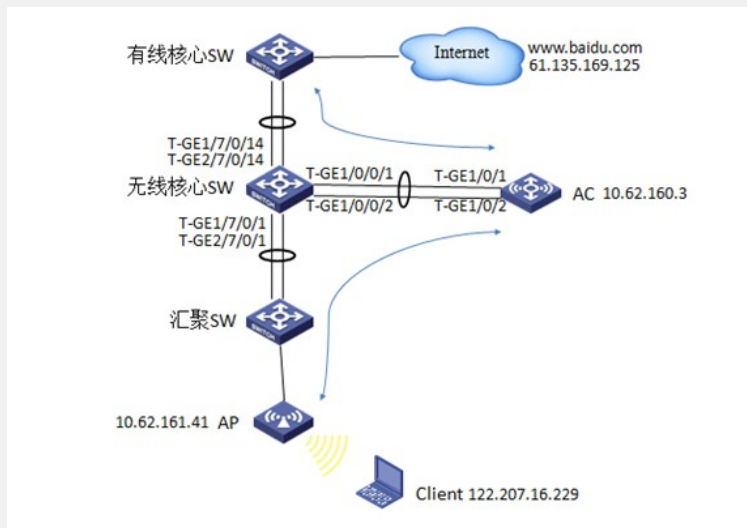 有线核心SW
Internet
www.baidu.com
61.135.169.125
T-GE1/7/0/14
T-GE2/7/0/14
无线核心SW
T-GE1/0/0/1
T-GE1/0/1
T-GE1/0/0/2
T-GE1/0/2
AC 10.62.160.3
T-GE1/7/0/1
T-GE2/7/0/1
汇聚SW
10.62.161.41 AP
Client 122.207.16.229